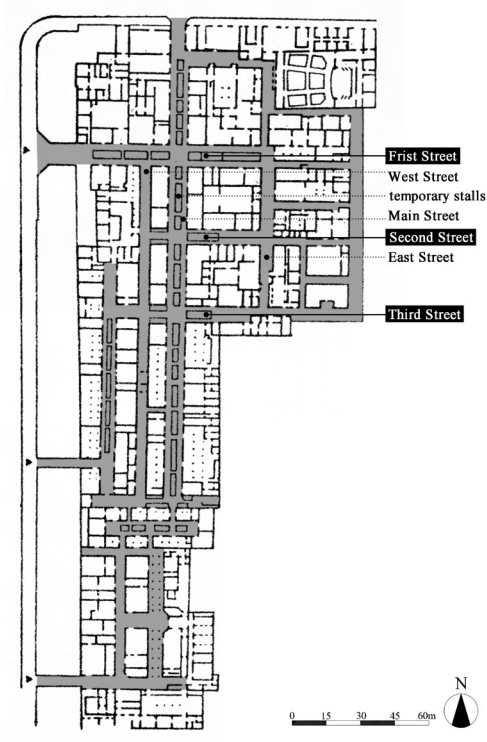 Frist Street
West Street
temporary stalls
Main Street
Second Street
East Street
Third Street
N
0 15 30 45 60m